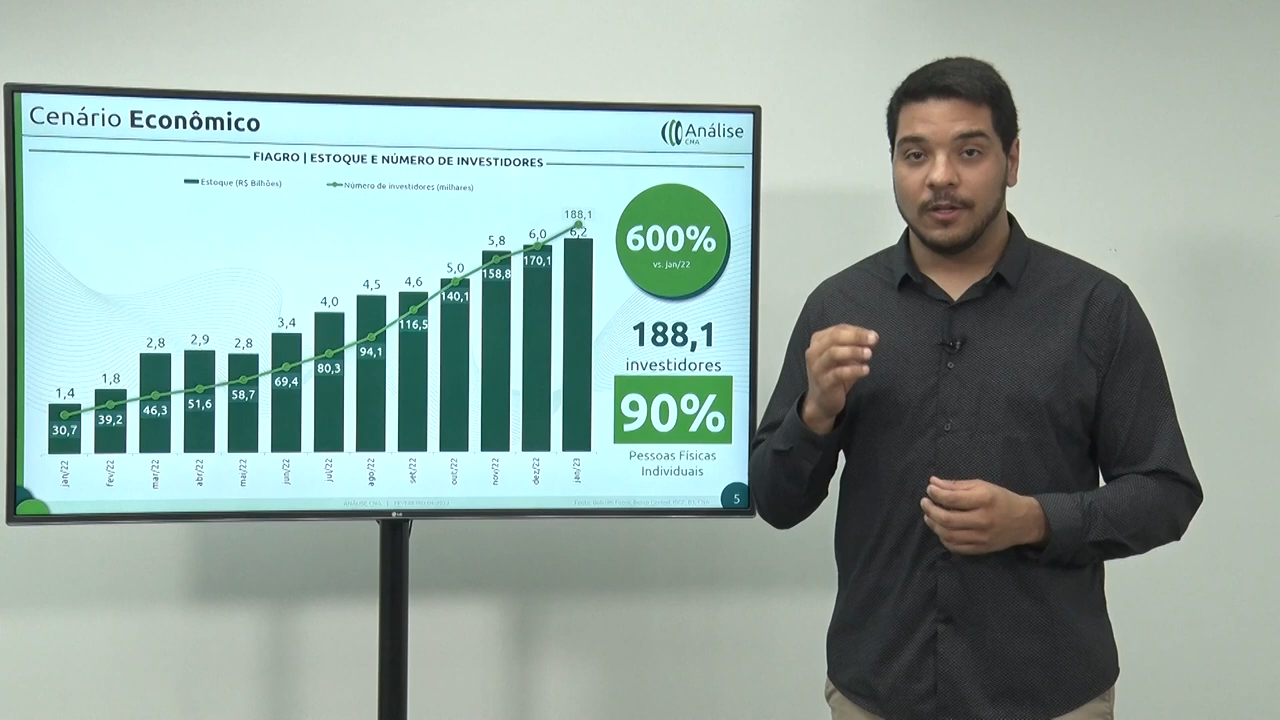 Cenário Econômico
Análise
CNA
FIAGRO | ESTOQUE E NÚMERO DE INVESTIDORES
Estoque (R$ Bilhões)
Número de investidores (milhares)
1,4
1,8
2,8
2,9
2,8
3,4
4,0
4,5
4,6
5,0
5,8
6,0
6,2
30,7
39,2
46,3
51,6
58,7
69,4
80,3
94,1
116,5
140,1
158,8
170,1
188,1
jan/22
fev/22
mar/22
abr/22
mai/22
jun/22
jul/22
ago/22
set/22
out/22
nov/22
dez/22
jan/23
600%
vs. jan/22
188,1
investidores
90%
Pessoas Físicas
Individuais
5
LG